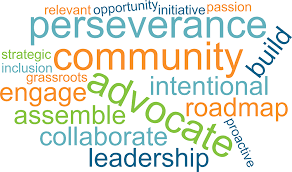 relevant opportunity initiative passion
perseverance
strategic community build
inclusion
grassroots
engage advocate intentional
assemble roadmap
collaborate proactive
leadership